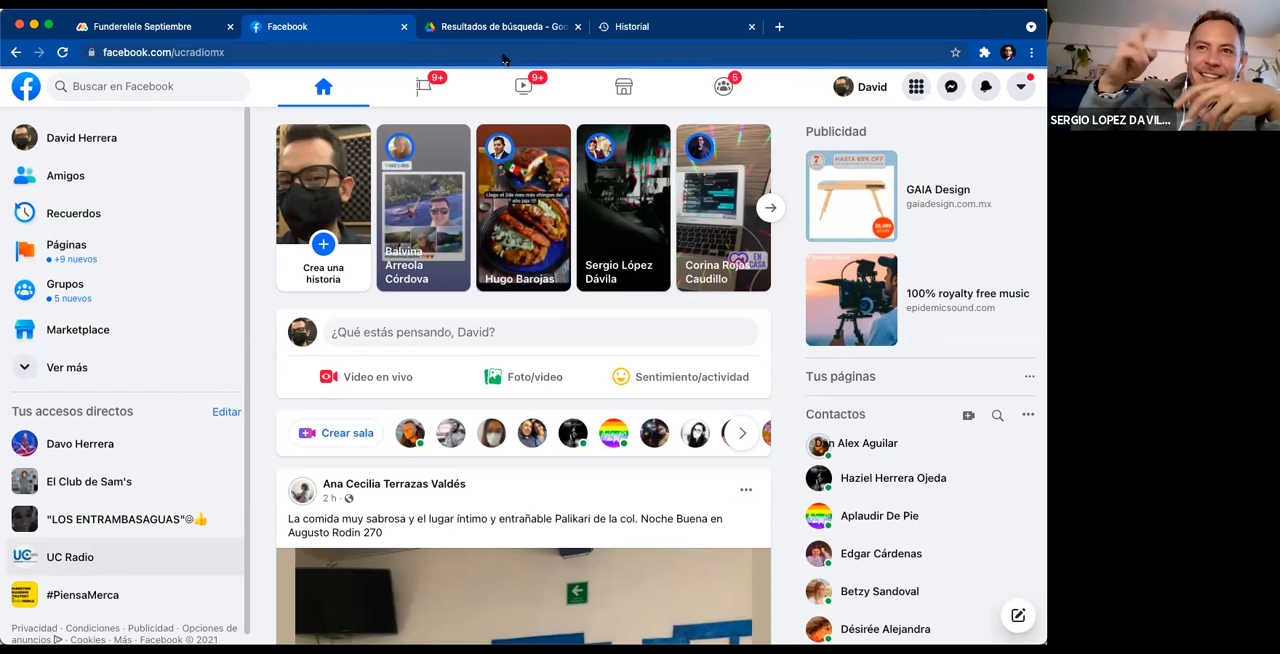 Funderelele Septiembre
Facebook
Resultados de búsqueda - Goo
Historial
facebook.com/ucradiomx
Buscar en Facebook
9+
9+
5
David
SERGIO LOPEZ DAVIL...
David Herrera
Amigos
Recuerdos
Páginas
+9 nuevos
Grupos
5 nuevos
Marketplace
Ver más
Tus accesos directos
Editar
Davo Herrera
El Club de Sam's
"LOS ENTRAMBASAGUAS"☺👍
UC Radio
#PiensaMerca
Privacidad · Condiciones · Publicidad · Opciones de
anuncios · Cookies · Más · Facebook © 2021
Crea una
historia
Balvina
Arreola
Córdova
Hugo Barojas
Sergio López
Dávila
Corina Rojas
Caudillo
EN
CASA
¿Qué estás pensando, David?
Video en vivo
Foto/video
Sentimiento/actividad
Crear sala
Ana Cecilia Terrazas Valdés
2 h ·
La comida muy sabrosa y el lugar íntimo y entrañable Palikari de la col. Noche Buena en
Augusto Rodin 270
Publicidad
7
HASTA 65% OFF
GAIA Design
gaiadesign.com.mx
100% royalty free music
epidemicsound.com
Tus páginas
Contactos
n Alex Aguilar
Haziel Herrera Ojeda
Aplaudir De Pie
Edgar Cárdenas
Betzy Sandoval
Désirée Alejandra